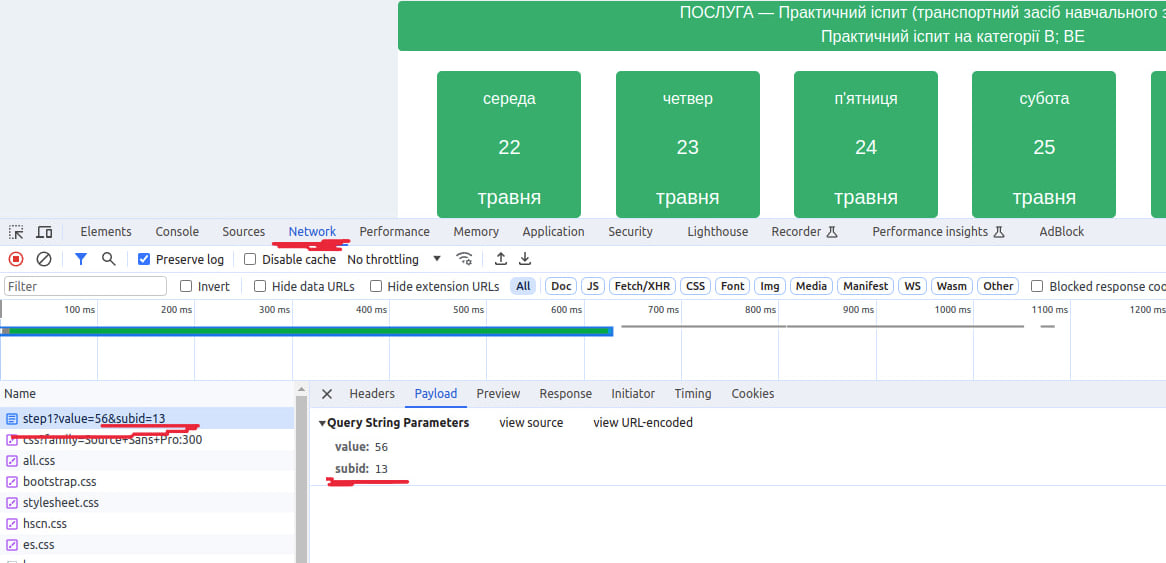 ПОСЛУГА — Практичний іспит (транспортний засіб навчального з
Практичний іспит на категорії B; BE
середа четвер п'ятниця субота
22 23 24 25
травня травня травня травня
Elements Console Sources Network Performance Memory Application Security Lighthouse Recorder Performance insights AdBlock
Preserve log Disable cache No throttling
Filter Invert Hide data URLs Hide extension URLs All Doc JS Fetch/XHR CSS Font Img Media Manifest WS Wasm Other Blocked response coo
100 ms 200 ms 300 ms 400 ms 500 ms 600 ms 700 ms 800 ms 900 ms 1000 ms 1100 ms 1200 ms
Name Headers Payload Preview Response Initiator Timing Cookies
step1?value=56&subid=13 Query String Parameters view source view URL-encoded
css?family=Source+Sans+Pro:300 value: 56
all.css subid: 13
bootstrap.css
stylesheet.css
hscn.css
es.css